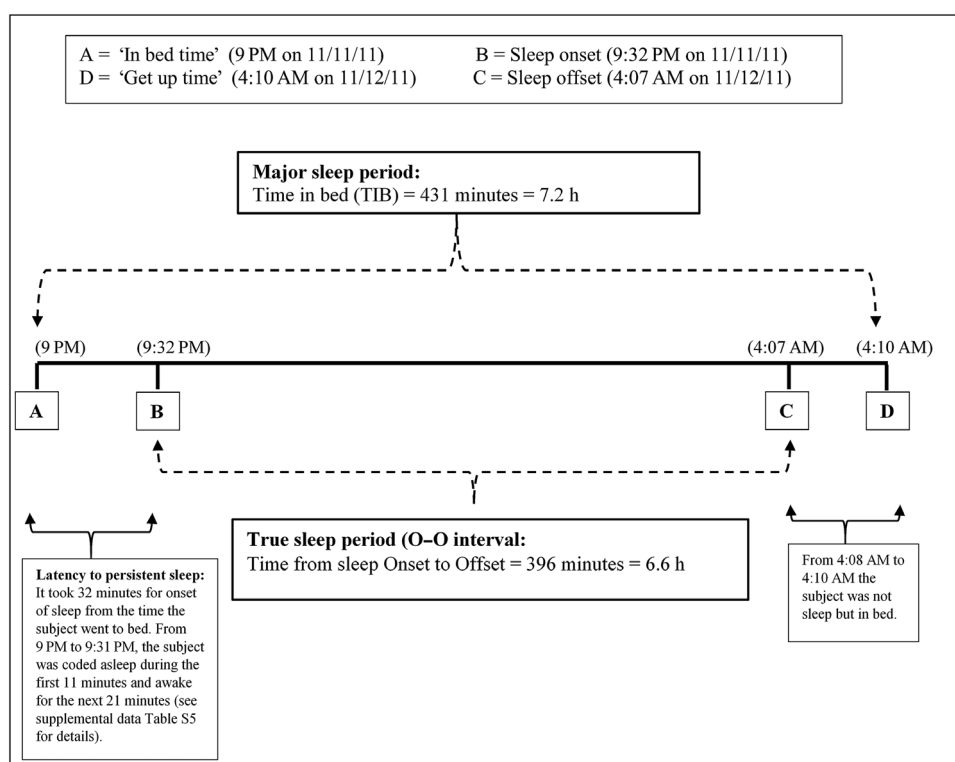 A = ‘In bed time’ (9 PM on 11/11/11) B = Sleep onset (9:32 PM on 11/11/11)
D = ‘Get up time’ (4:10 AM on 11/12/11) C = Sleep offset (4:07 AM on 11/12/11)
Major sleep period:
Time in bed (TIB) = 431 minutes = 7.2 h
(9 PM) (9:32 PM) (4:07 AM) (4:10 AM)
A B C D
True sleep period (O–O interval:
Time from sleep Onset to Offset = 396 minutes = 6.6 h
Latency to persistent sleep:
It took 32 minutes for onset
of sleep from the time the
subject went to bed. From
9 PM to 9:31 PM, the subject
was coded asleep during the
first 11 minutes and awake
for the next 21 minutes (see
supplemental data Table S5
for details).
From 4:08 AM to
4:10 AM the
subject was not
sleep but in bed.